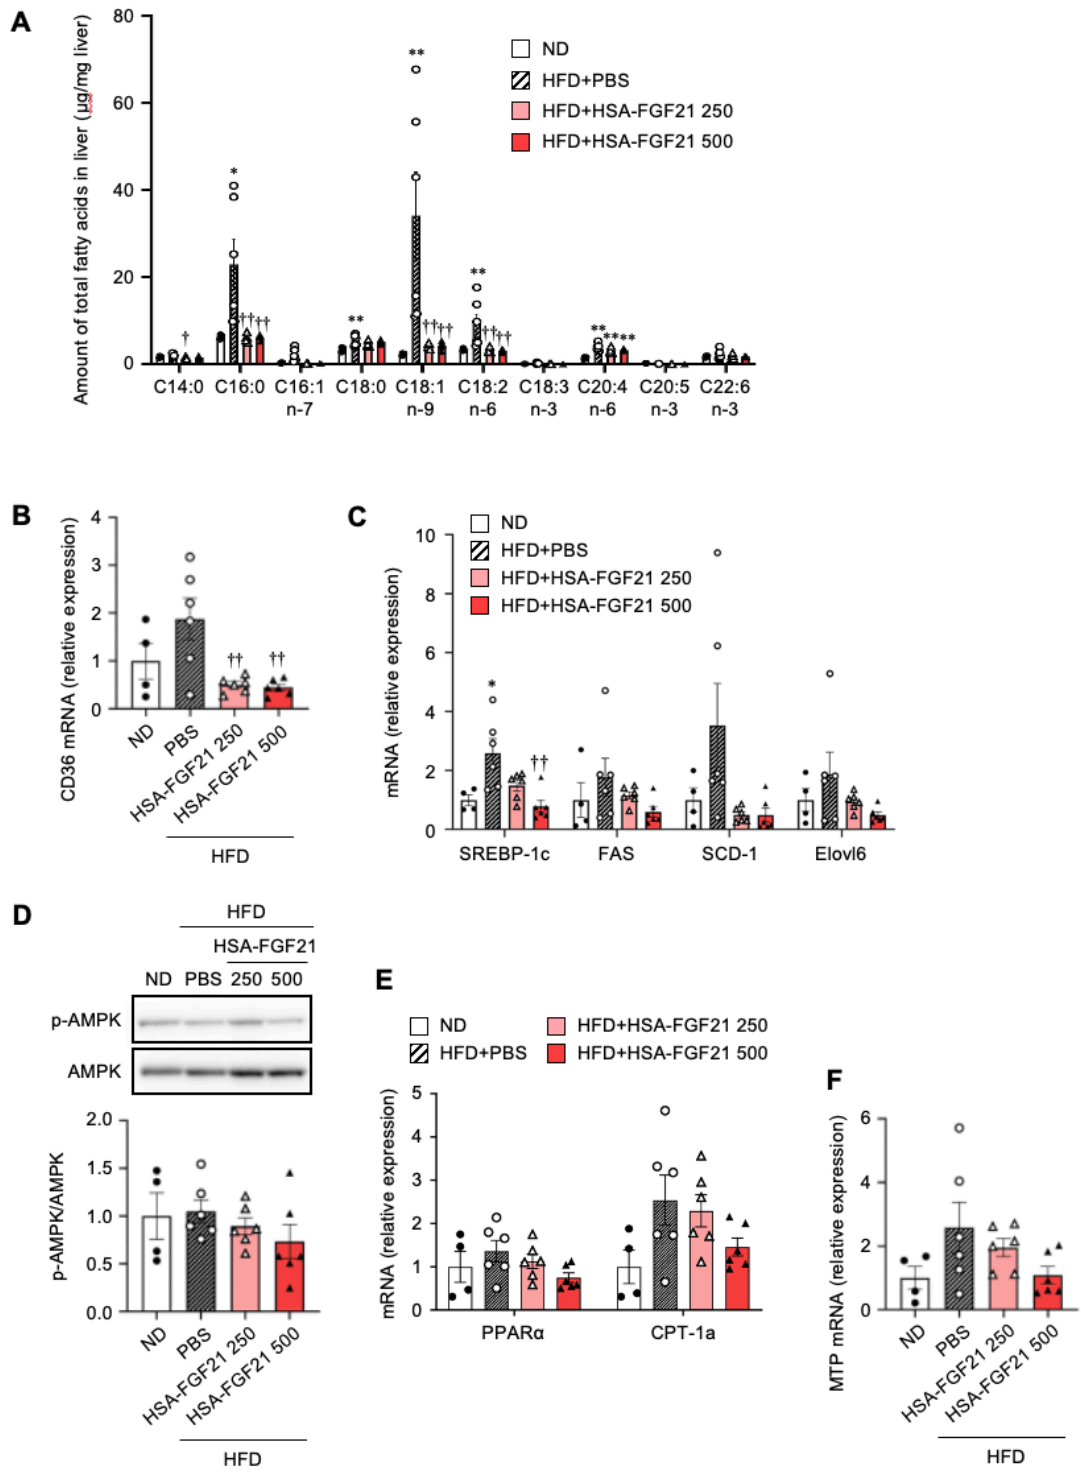 A
Amount of total fatty acids in liver (µg/mg liver)
80
60
40
20
0
ND
HFD+PBS
HFD+HSA-FGF21 250
HFD+HSA-FGF21 500
†
*
††
††
**
**
††
††
**
††
††
**
**
**
C14:0
C16:0
C16:1
n-7
C18:0
C18:1
n-9
C18:2
n-6
C18:3
n-3
C20:4
n-6
C20:5
n-3
C22:6
n-3
B
CD36 mRNA (relative expression)
4
3
2
1
0
††
††
ND
PBS
HSA-FGF21 250
HSA-FGF21 500
HFD
C
ND
HFD+PBS
HFD+HSA-FGF21 250
HFD+HSA-FGF21 500
mRNA (relative expression)
10
8
6
4
2
0
*
††
SREBP-1c
FAS
SCD-1
Elovl6
D
HFD
HSA-FGF21
ND PBS 250 500
p-AMPK
AMPK
p-AMPK/AMPK
2.0
1.5
1.0
0.5
0.0
ND
PBS
HSA-FGF21 250
HSA-FGF21 500
HFD
E
ND
HFD+PBS
HFD+HSA-FGF21 250
HFD+HSA-FGF21 500
mRNA (relative expression)
5
4
3
2
1
0
PPARα
CPT-1a
F
MTP mRNA (relative expression)
6
4
2
0
ND
PBS
HSA-FGF21 250
HSA-FGF21 500
HFD